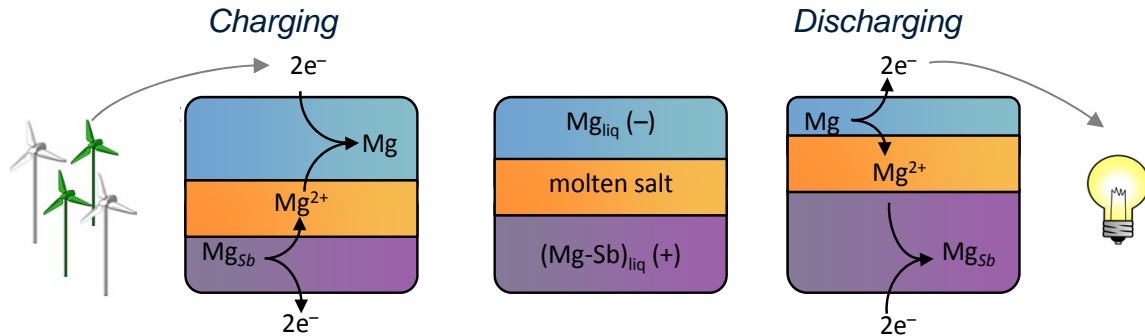 Charging
Discharging
2e⁻
2e⁻
Mg
Mg²⁺
Mg_Sb
2e⁻
Mg_liq (–)
molten salt
(Mg-Sb)_liq (+)
Mg
Mg²⁺
Mg_Sb
2e⁻